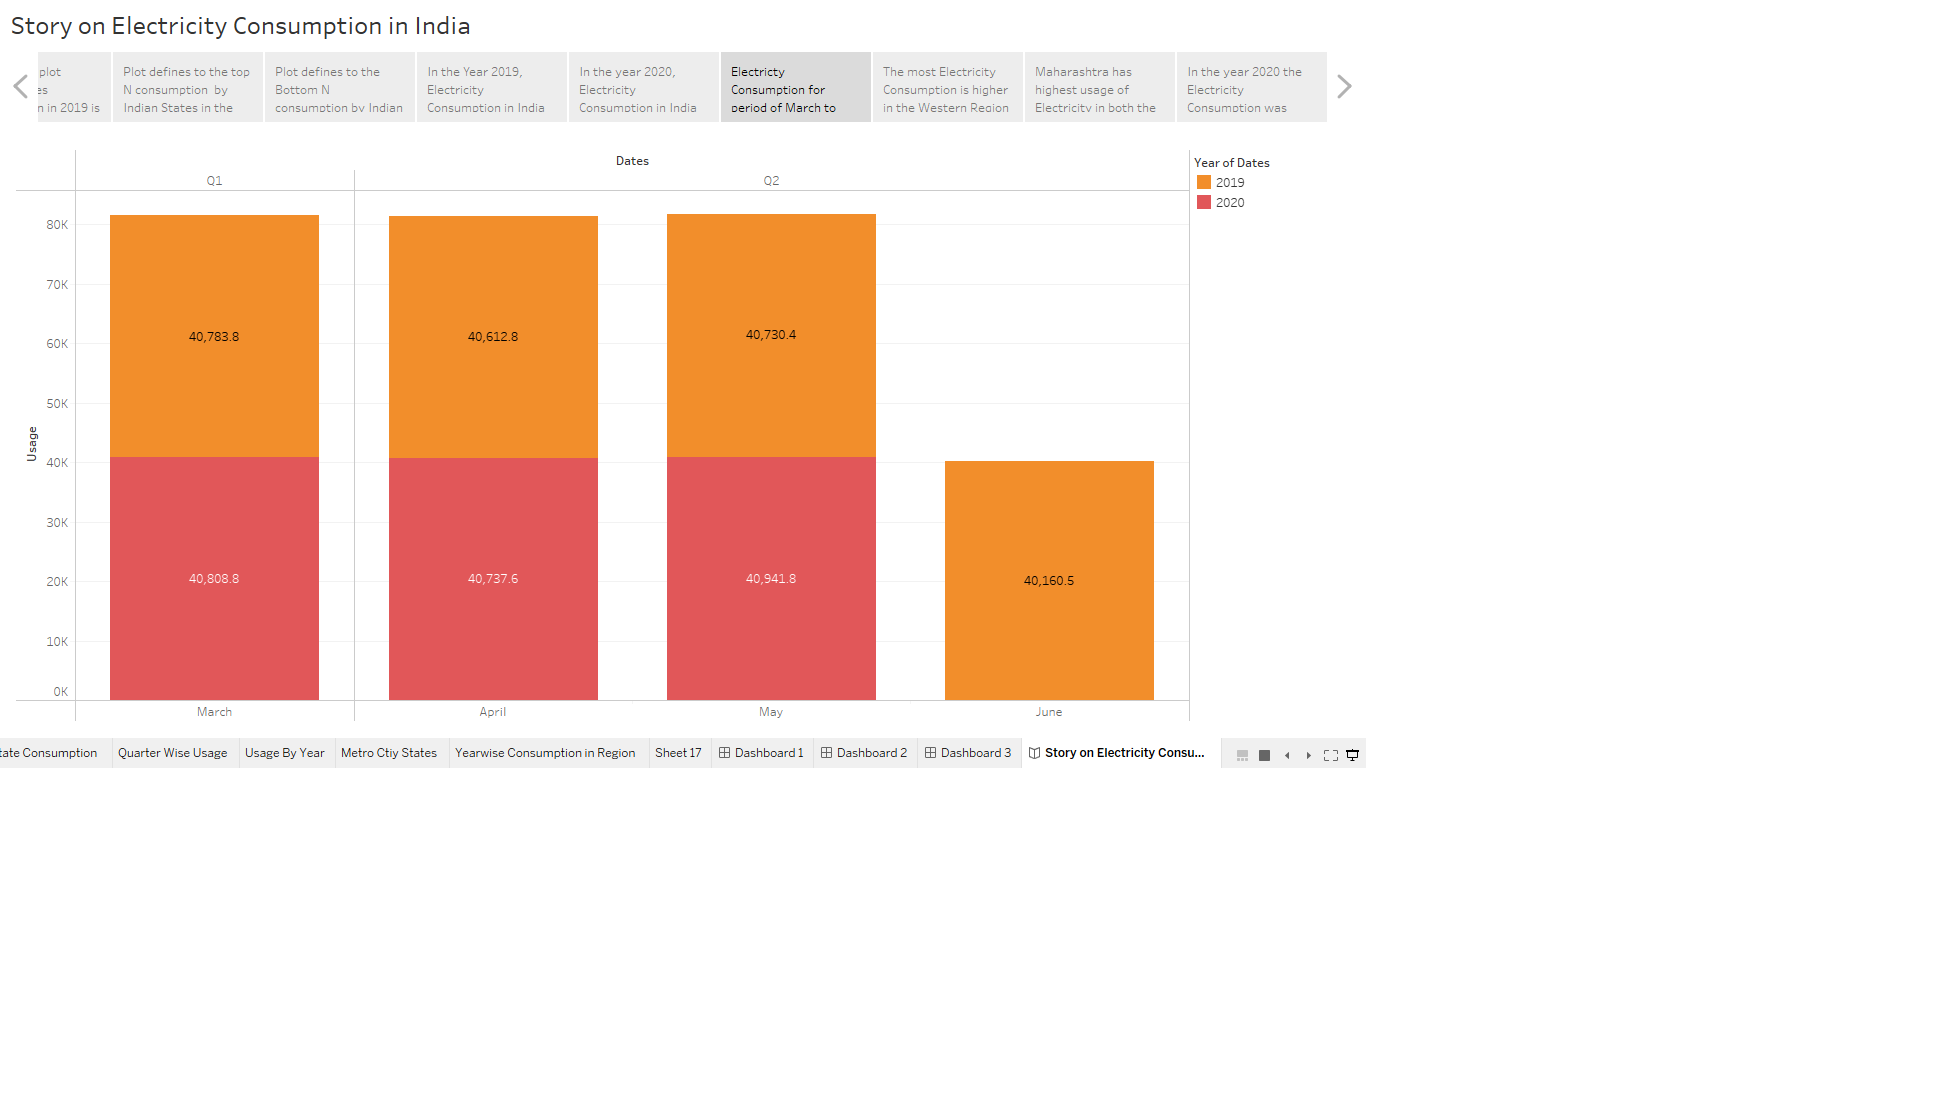 Story on Electricity Consumption in India
plot
es
n in 2019 is
Plot defines to the top
N consumption by
Indian States in the
Plot defines to the
Bottom N
consumption by Indian
In the Year 2019,
Electricity
Consumption in India
In the year 2020,
Electricity
Consumption in India
Electricty
Consumption for
period of March to
The most Electricity
Consumption is higher
in the Western Region
Maharashtra has
highest usage of
Electricity in both the
In the year 2020 the
Electricity
Consumption was
Dates
Q1
Q2
Year of Dates
2019
2020
Usage
80K
70K
60K
50K
40K
30K
20K
10K
0K
40,783.8
40,612.8
40,730.4
40,808.8
40,737.6
40,941.8
40,160.5
March
April
May
June
tate Consumption
Quarter Wise Usage
Usage By Year
Metro Ctiy States
Yearwise Consumption in Region
Sheet 17
Dashboard 1
Dashboard 2
Dashboard 3
Story on Electricity Consu...